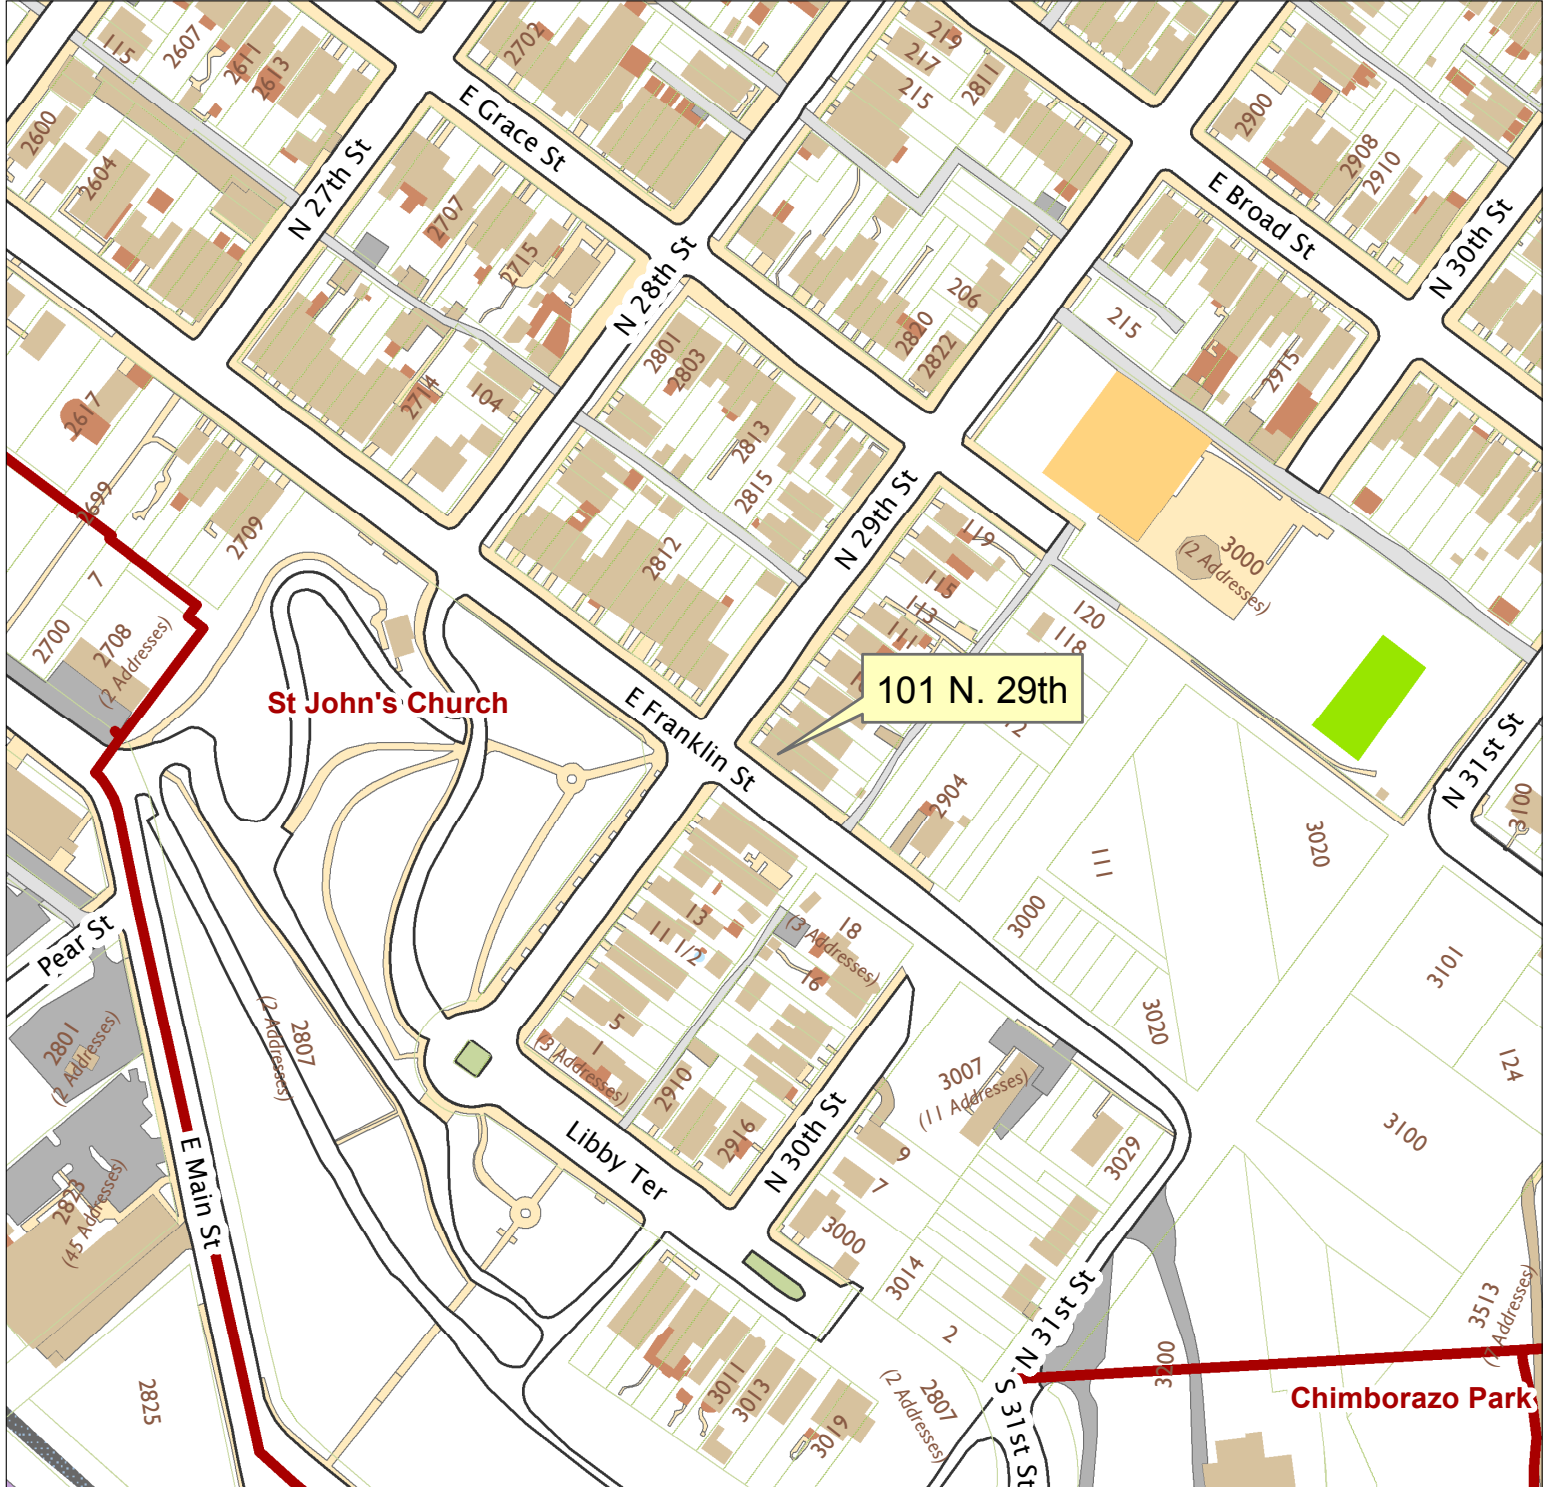 115
2607
2611
2613
2702
219
217
215
2811
2900
2908
2910
2600
2604
E Grace St
N 27th St
2707
2715
N 28th St
E Broad St
N 30th St
206
2820
2822
215
2915
2617
2714
104
2801
2803
2813
2815
2699
2709
2812
N 29th St
119
115
113
111
3000
(2 Addresses)
120
118
7
2700
2708
(2 Addresses)
St John's Church
E Franklin St
101 N. 29th
2904
N 31st St
3100
111
3020
3000
Pear St
13
11 1/2
18
(3 Addresses)
16
3101
3020
124
2801
(2 Addresses)
2807
(2 Addresses)
5
1
(3 Addresses)
2910
2916
3007
(11 Addresses)
3029
3100
Libby Ter
N 30th St
9
7
3000
3014
2
E Main St
2823
(45 Addresses)
2825
3011
3013
3019
2807
(2 Addresses)
N 31st St
S 31st St
3200
3513
Chimborazo Park